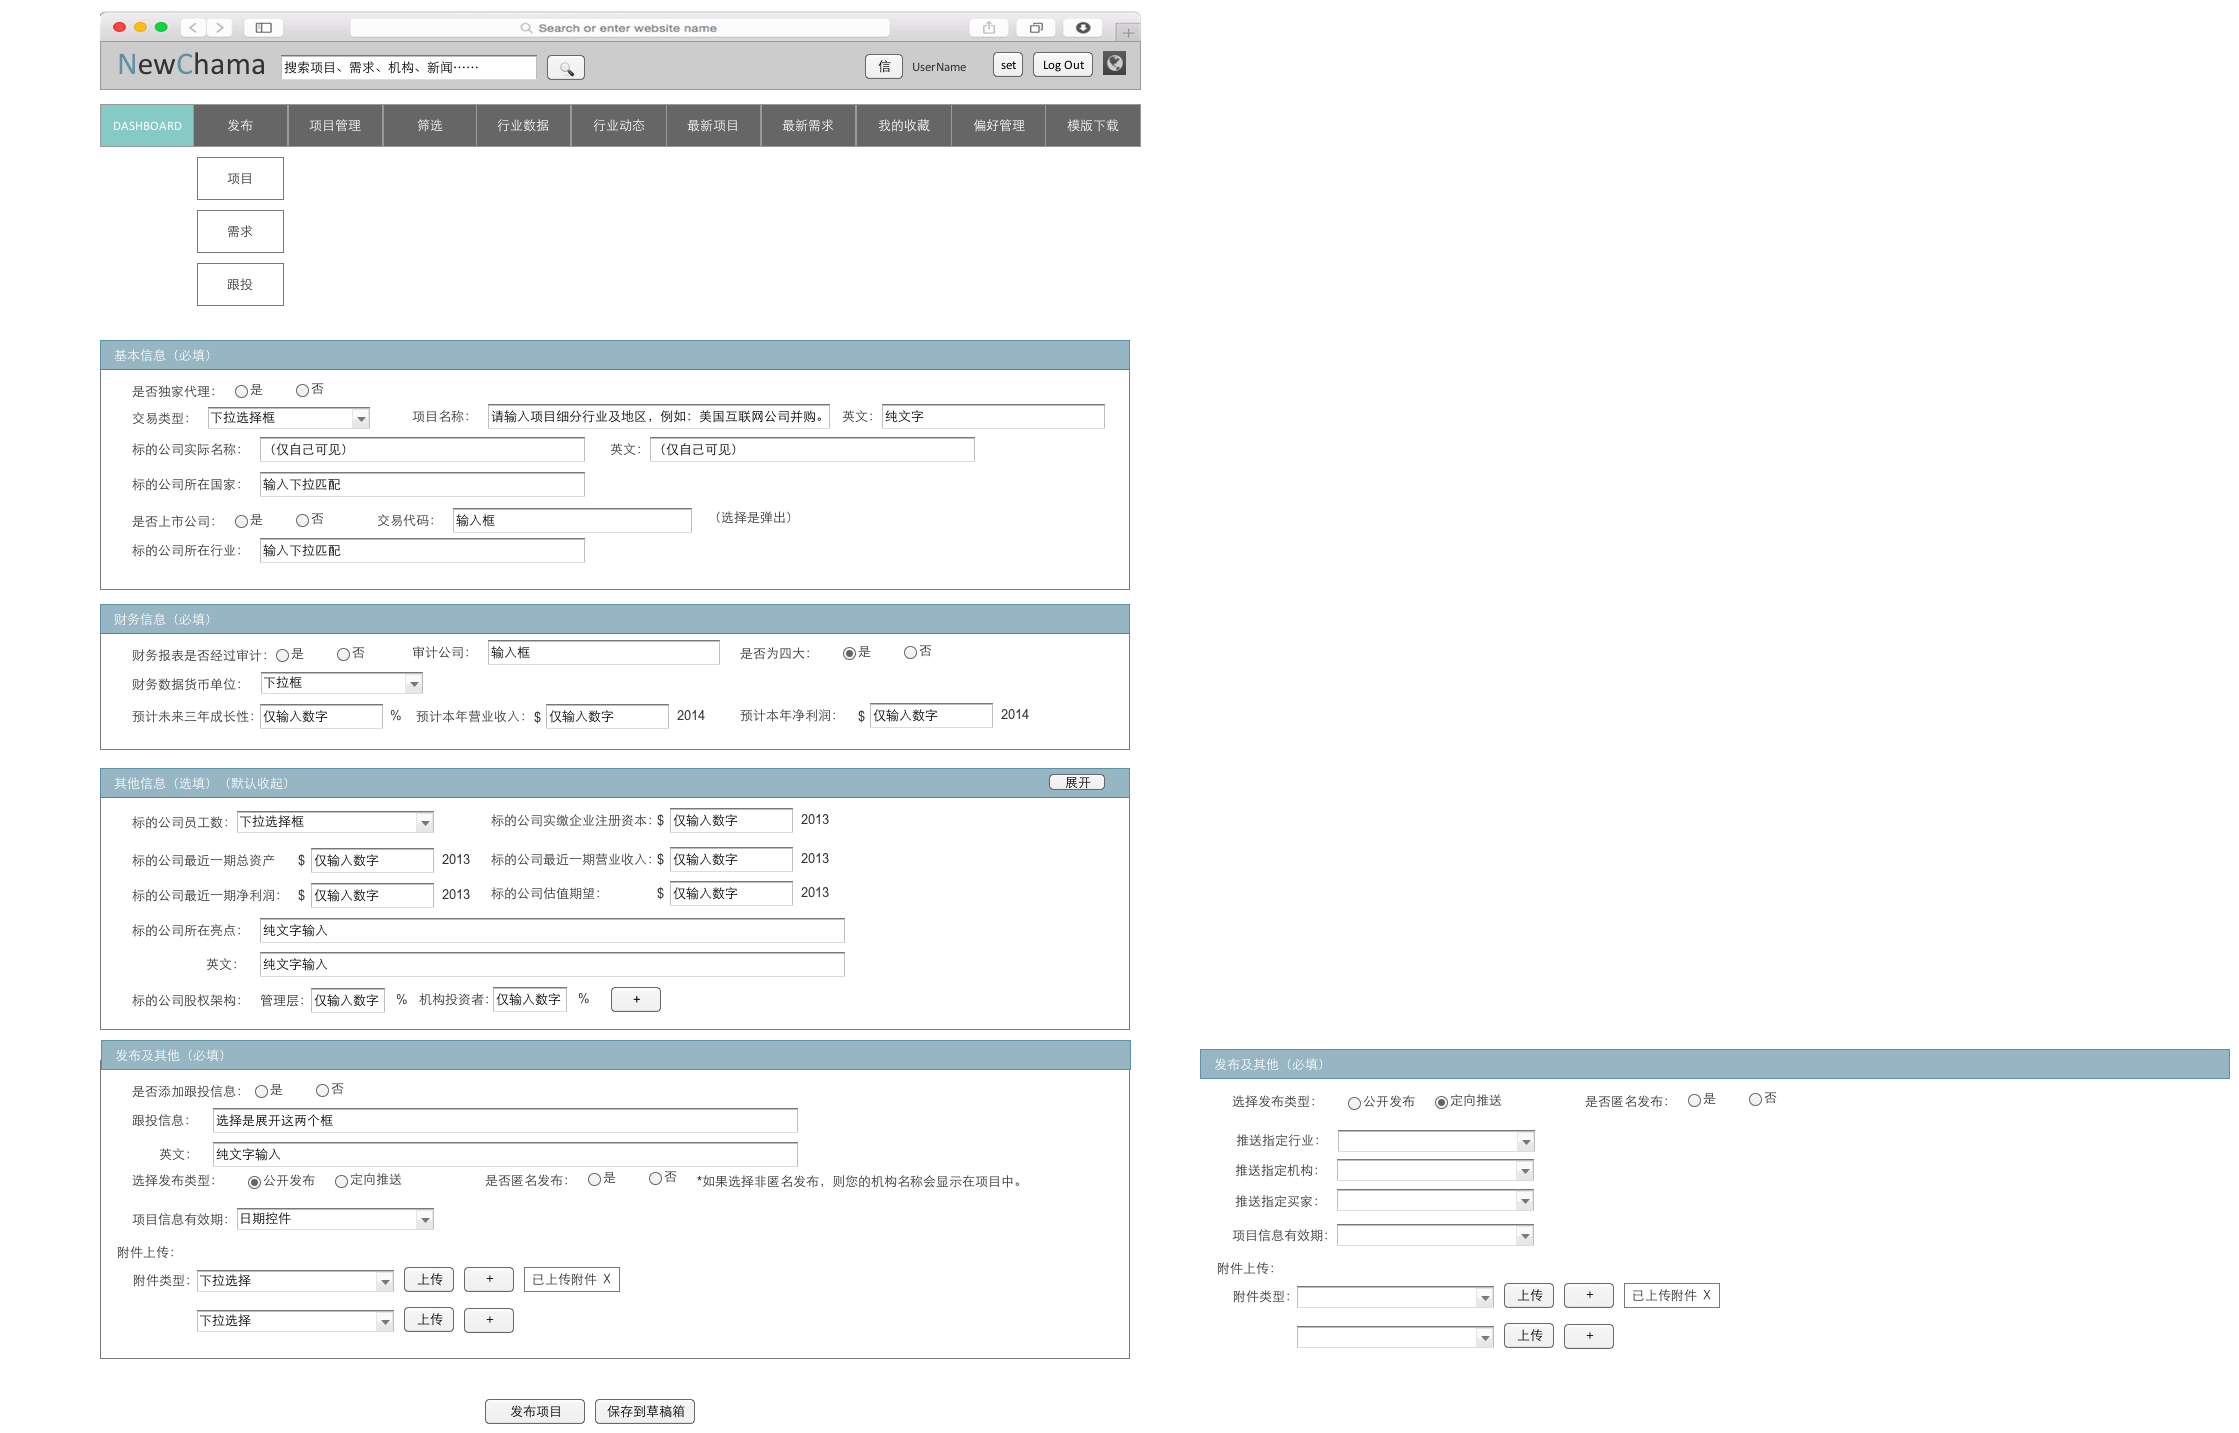 Search or enter website name
NewChama 搜索项目、需求、机构、新闻…… 信 UserName set Log Out
DASHBOARD 发布 项目管理 筛选 行业数据 行业动态 最新项目 最新需求 我的收藏 偏好管理 模版下载
项目
需求
跟投
基本信息（必填）
是否独家代理： 是 否
交易类型： 下拉选择框 项目名称： 请输入项目细分行业及地区，例如：美国互联网公司并购。 英文： 纯文字
标的公司实际名称： （仅自己可见） 英文： （仅自己可见）
标的公司所在国家： 输入下拉匹配
是否上市公司： 是 否 交易代码： 输入框 （选择是弹出）
标的公司所在行业： 输入下拉匹配
财务信息（必填）
财务报表是否经过审计： 是 否 审计公司： 输入框 是否为四大： 是 否
财务数据货币单位： 下拉框
预计未来三年成长性： 仅输入数字 % 预计本年营业收入： $ 仅输入数字 2014 预计本年净利润： $ 仅输入数字 2014
其他信息（选填）（默认收起） 展开
标的公司员工数： 下拉选择框 标的公司实缴企业注册资本： $ 仅输入数字 2013
标的公司最近一期总资产 $ 仅输入数字 2013 标的公司最近一期营业收入： $ 仅输入数字 2013
标的公司最近一期净利润： $ 仅输入数字 2013 标的公司估值期望： $ 仅输入数字 2013
标的公司所在亮点： 纯文字输入
英文： 纯文字输入
标的公司股权架构： 管理层： 仅输入数字 % 机构投资者： 仅输入数字 % +
发布及其他（必填）
是否添加跟投信息： 是 否
跟投信息： 选择是展开这两个框
英文： 纯文字输入
选择发布类型： 公开发布 定向推送 是否匿名发布： 是 否 *如果选择非匿名发布，则您的机构名称会显示在项目中。
项目信息有效期： 日期控件
附件上传：
附件类型： 下拉选择 上传 + 已上传附件 X
下拉选择 上传 +
发布项目 保存到草稿箱
发布及其他（必填）
选择发布类型： 公开发布 定向推送 是否匿名发布： 是 否
推送指定行业：
推送指定机构：
推送指定买家：
项目信息有效期：
附件上传：
附件类型： 上传 + 已上传附件 X
上传 +